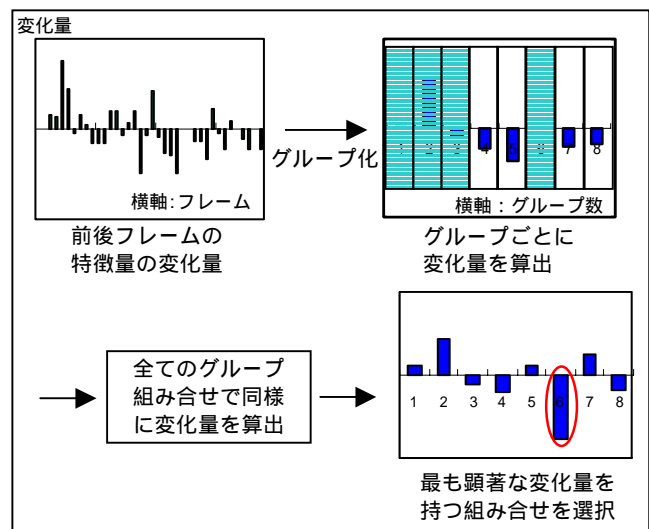 変化量
横軸:フレーム
前後フレームの
特徴量の変化量
グループ化
1 2 3 4 5 6 7 8
横軸：グループ数
グループごとに
変化量を算出
全てのグループ
組み合せで同様
に変化量を算出
1 2 3 4 5 6 7 8
最も顕著な変化量を
持つ組み合せを選択